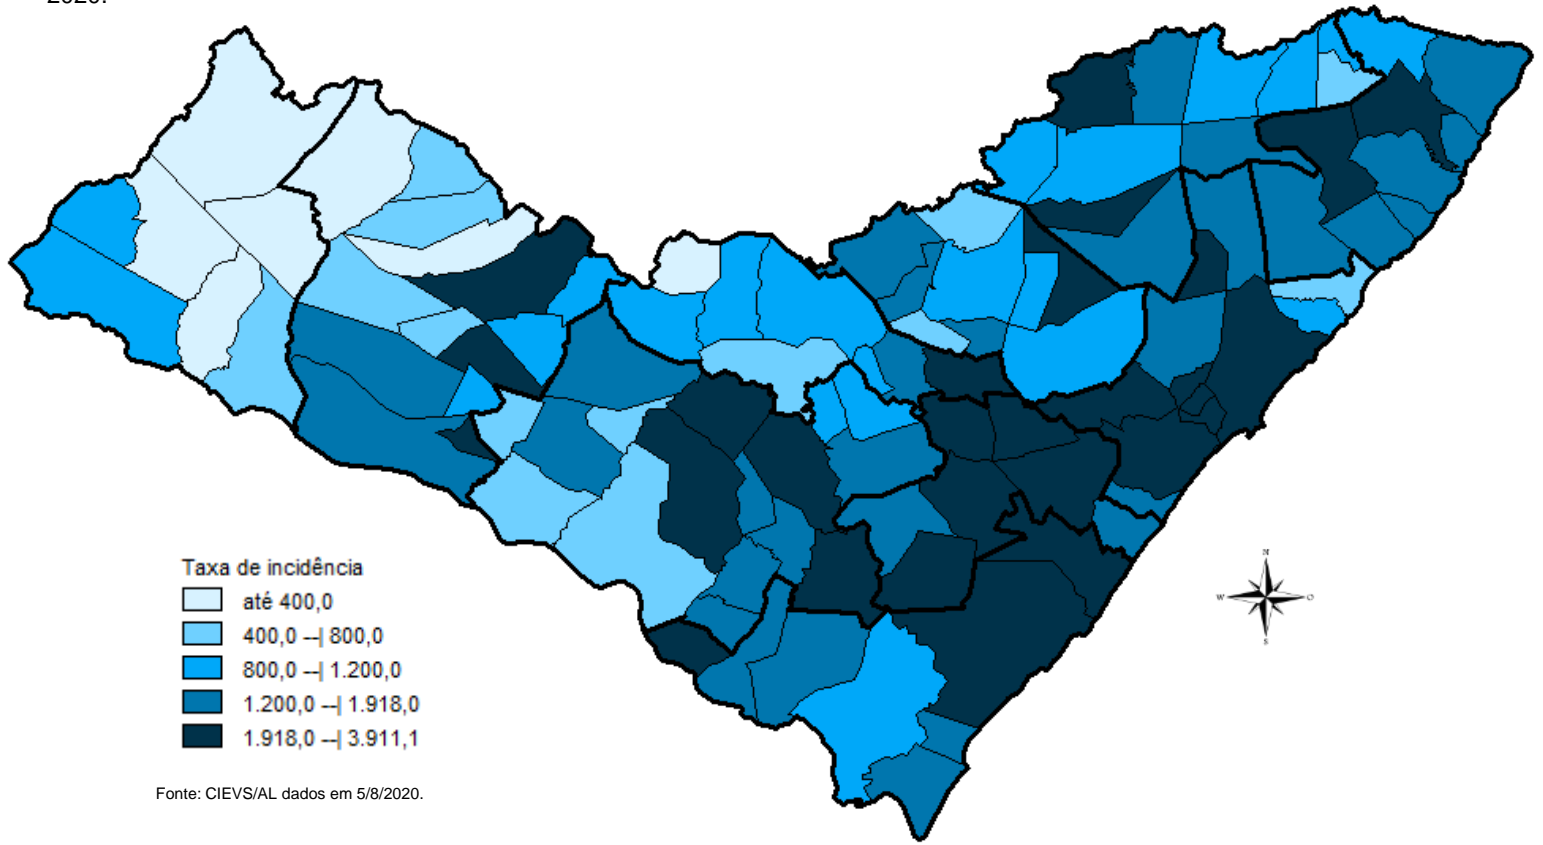 2020.
Taxa de incidência
até 400,0
400,0 --| 800,0
800,0 --| 1.200,0
1.200,0 --| 1.918,0
1.918,0 --| 3.911,1
Fonte: CIEVS/AL dados em 5/8/2020.
N
W
O
S